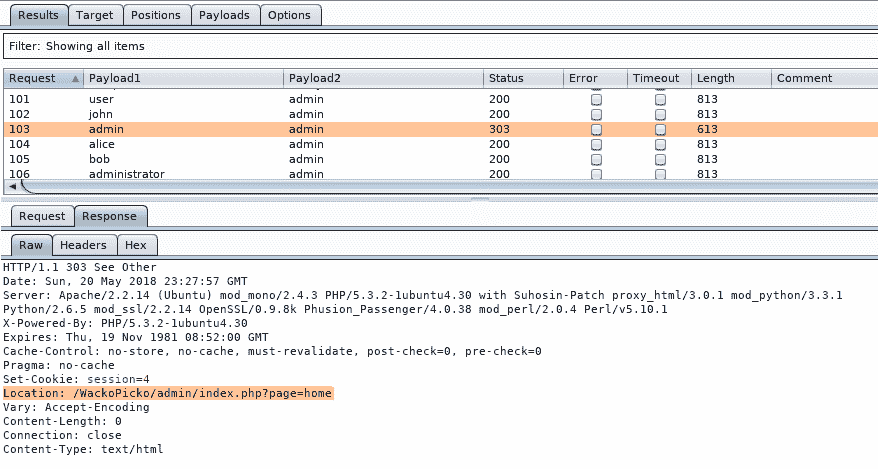 Results Target Positions Payloads Options
Filter: Showing all items
Request Payload1 Payload2 Status Error Timeout Length Comment
101 user admin 200 813
102 john admin 200 813
103 admin admin 303 613
104 alice admin 200 813
105 bob admin 200 813
106 administrator admin 200 813
Request Response
Raw Headers Hex
HTTP/1.1 303 See Other
Date: Sun, 20 May 2018 23:27:57 GMT
Server: Apache/2.2.14 (Ubuntu) mod_mono/2.4.3 PHP/5.3.2-1ubuntu4.30 with Suhosin-Patch proxy_html/3.0.1 mod_python/3.3.1
Python/2.6.5 mod_ssl/2.2.14 OpenSSL/0.9.8k Phusion_Passenger/4.0.38 mod_perl/2.0.4 Perl/v5.10.1
X-Powered-By: PHP/5.3.2-1ubuntu4.30
Expires: Thu, 19 Nov 1981 08:52:00 GMT
Cache-Control: no-store, no-cache, must-revalidate, post-check=0, pre-check=0
Pragma: no-cache
Set-Cookie: session=4
Location: /WackoPicko/admin/index.php?page=home
Vary: Accept-Encoding
Content-Length: 0
Connection: close
Content-Type: text/html